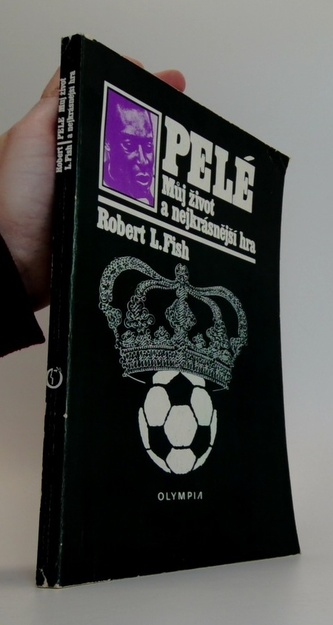 PELÉ
Můj život
a nejkrásnější hra
Robert L. Fish
OLYMPIA
Robert L. Fish
PELÉ Můj život
a nejkrásnější hra